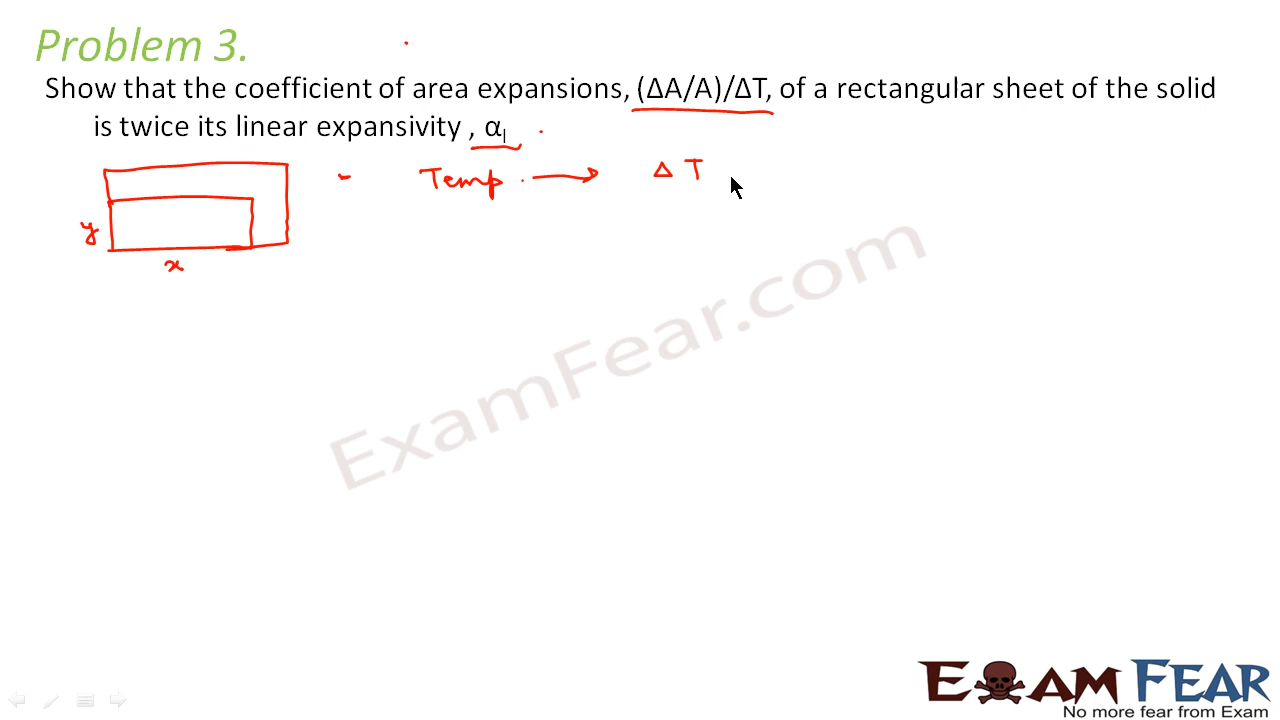 Problem 3.
Show that the coefficient of area expansions, (ΔA/A)/ΔT, of a rectangular sheet of the solid
is twice its linear expansivity , αl .
Temp. → Δ T
y
x
ExamFear.com
EXAM FEAR
No more fear from Exam